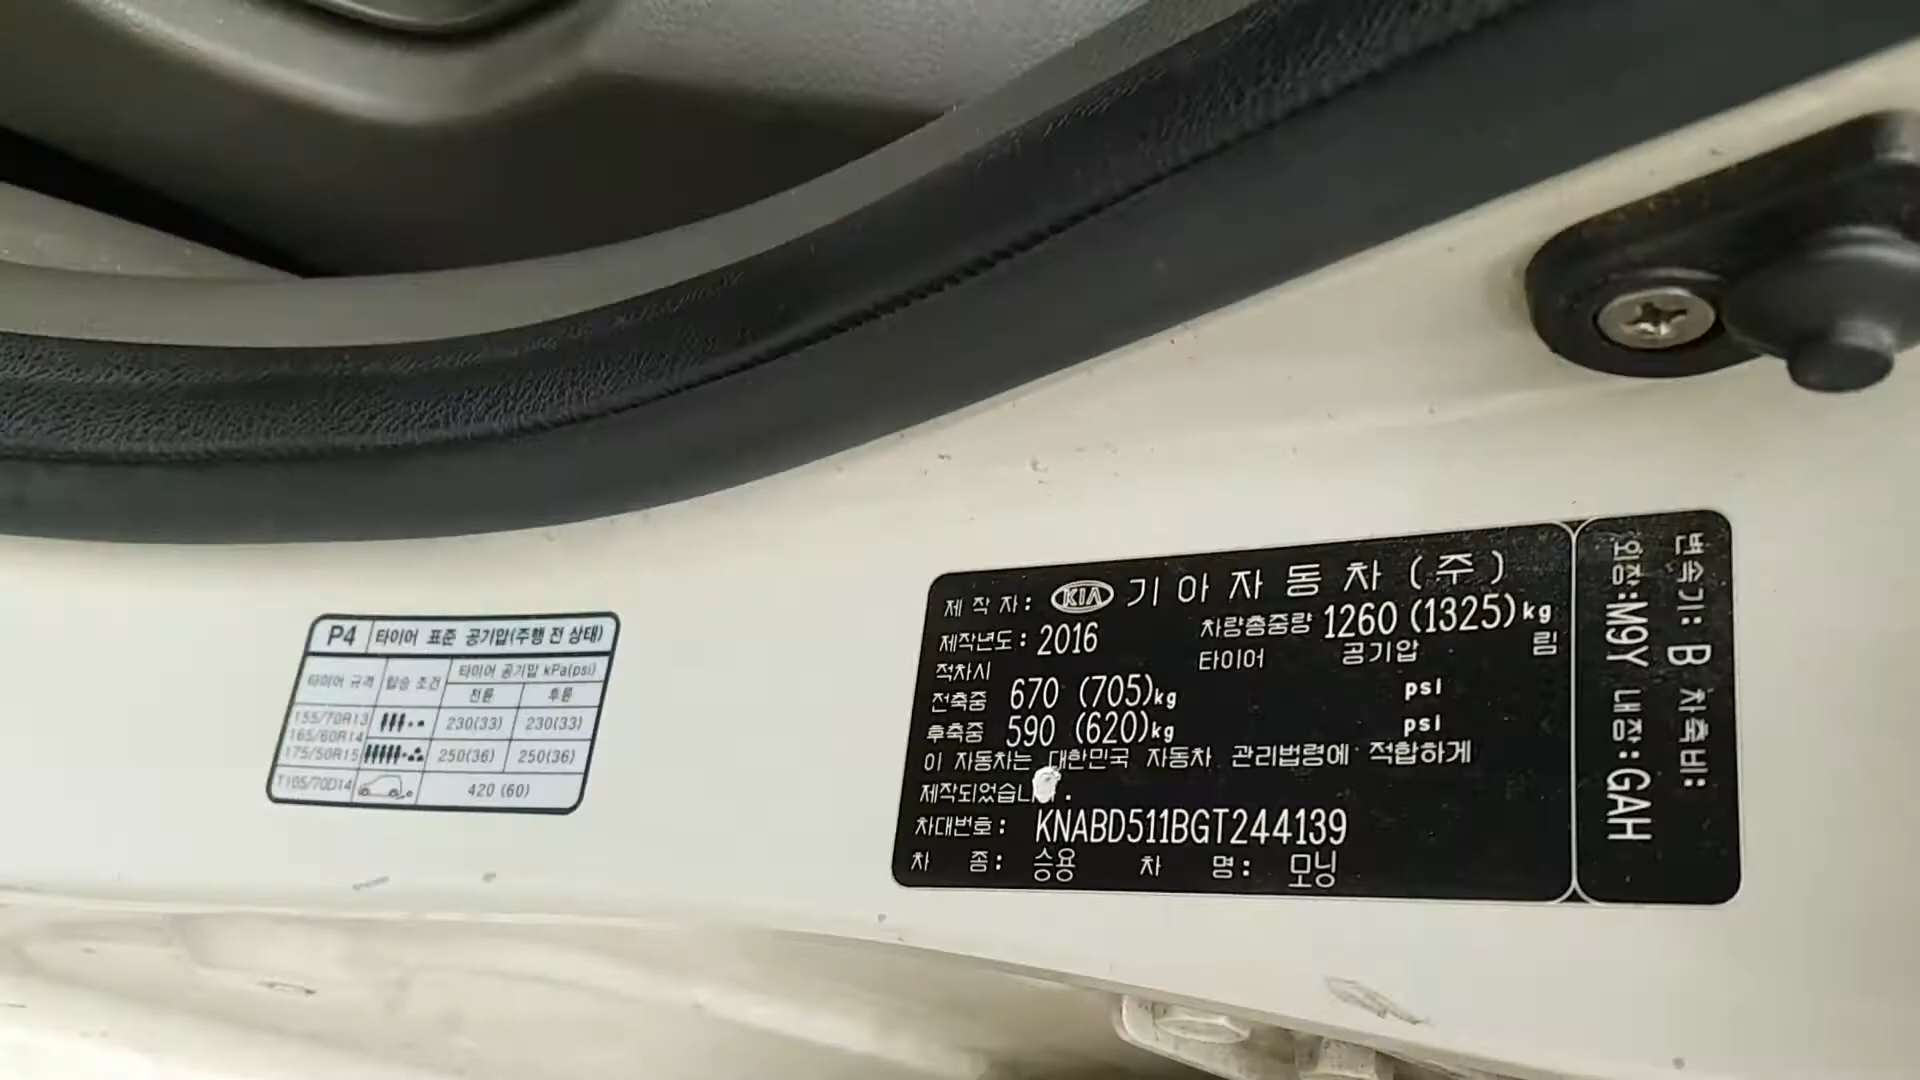 P4 타이어 표준 공기압(주행 전 상태)
타이어 규격 탑승 조건 타이어 공기압 kPa(psi)
전륜 후륜
155/70R13
165/60R14
175/50R15
230(33) 230(33)
250(36) 250(36)
T105/70D14 420 (60)
제작자: KIA 기아자동차(주)
제작년도: 2016 차량총중량 1260 (1325)kg
적차시 타이어 공기압 림
전축중 670 (705)kg psi
후축중 590 (620)kg psi
이 자동차는 대한민국 자동차 관리법령에 적합하게
제작되었습니 .
차대번호: KNABD511BGT244139
차 종: 승용 차 명: 모닝
변속기: B 차축비:
외장:M9Y 내장:GAH